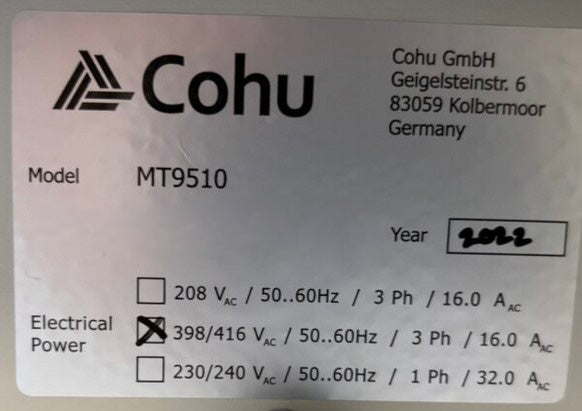 Cohu
Cohu GmbH
Geigelsteinstr. 6
83059 Kolbermoor
Germany
Model MT9510
Year 2022
Electrical Power
208 VAC / 50..60Hz / 3 Ph / 16.0 AAC
398/416 VAC / 50..60Hz / 3 Ph / 16.0 AAC
230/240 VAC / 50..60Hz / 1 Ph / 32.0 AAC